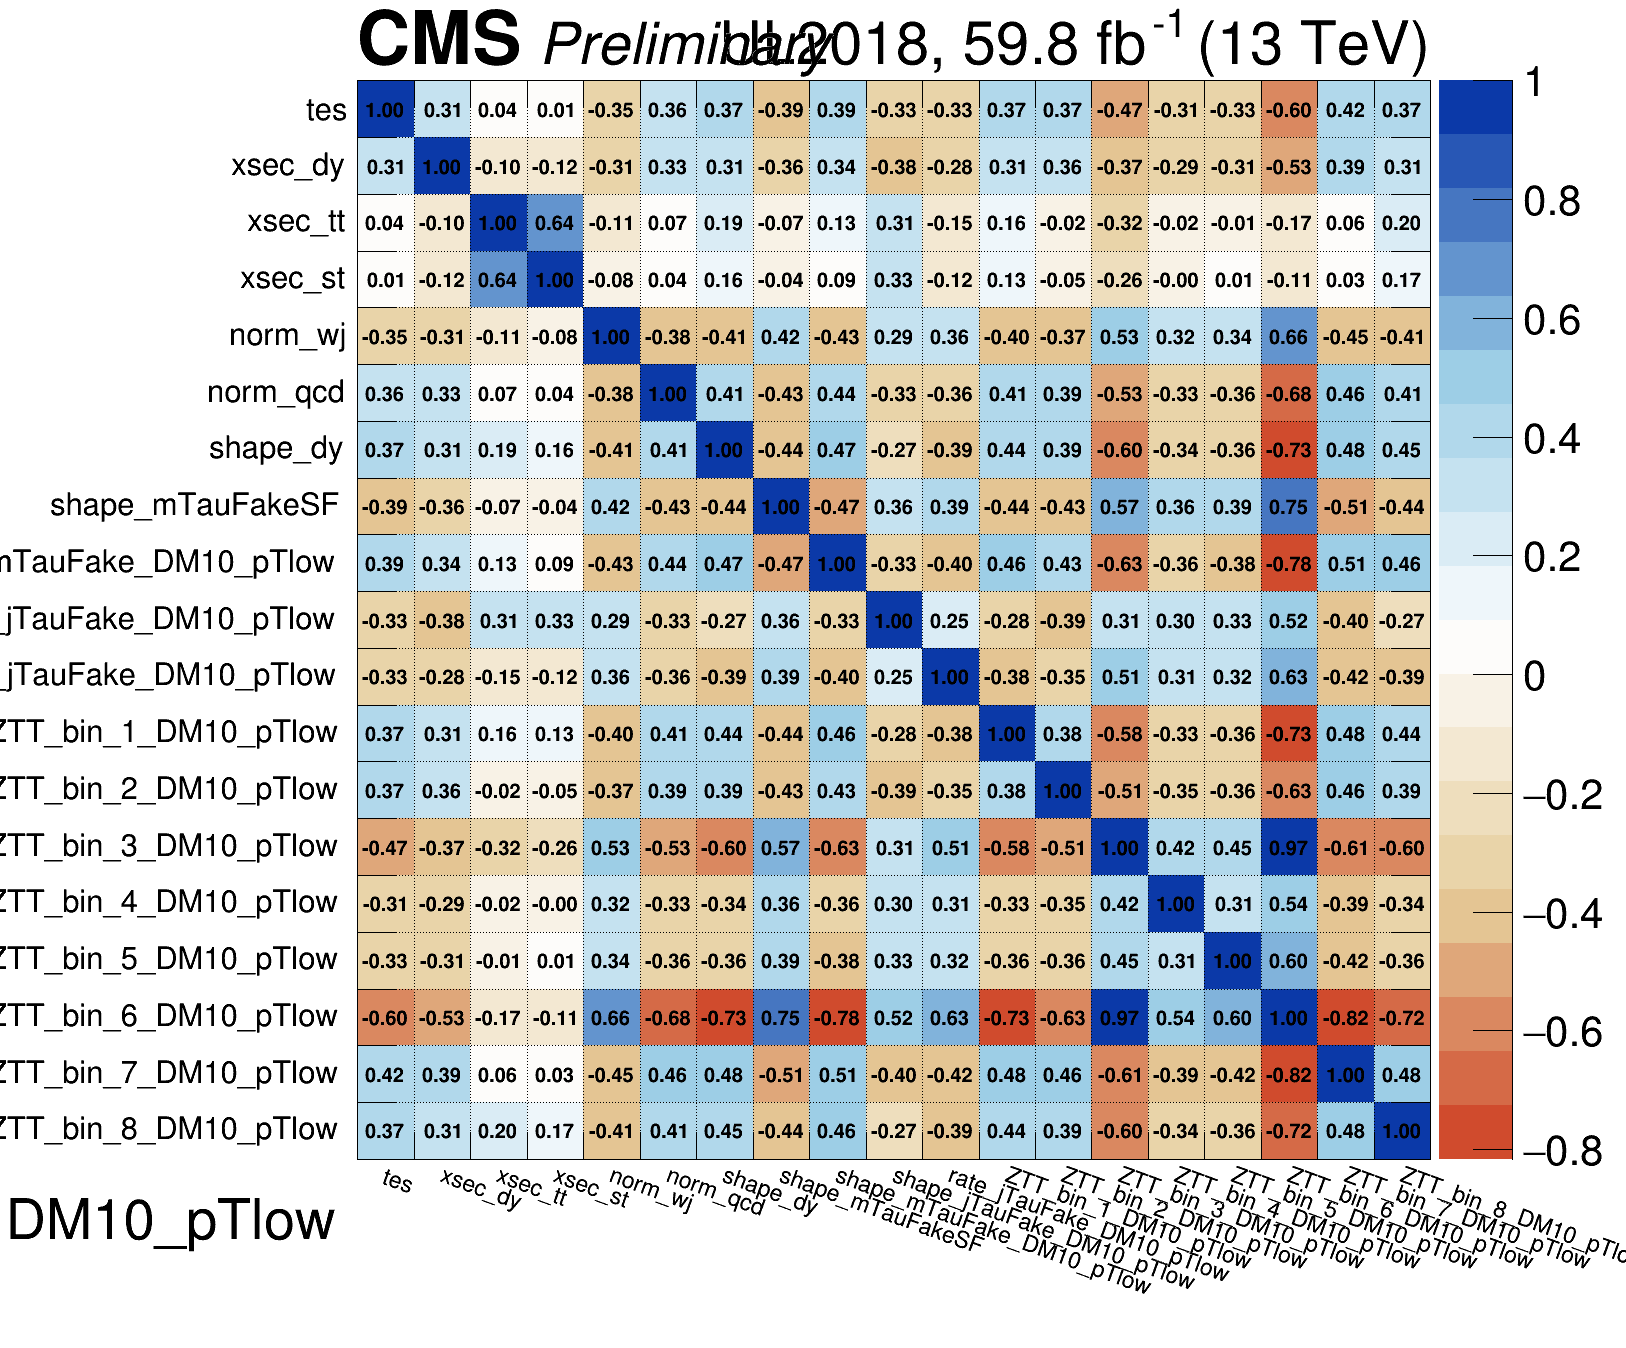 CMS Preliminary UL2018, 59.8 fb-1 (13 TeV)
tes 1.00 0.31 0.04 0.01 -0.35 0.36 0.37 -0.39 0.39 -0.33 -0.33 0.37 0.37 -0.47 -0.31 -0.33 -0.60 0.42 0.37
xsec_dy 0.31 1.00 -0.10 -0.12 -0.31 0.33 0.31 -0.36 0.34 -0.38 -0.28 0.31 0.36 -0.37 -0.29 -0.31 -0.53 0.39 0.31
xsec_tt 0.04 -0.10 1.00 0.64 -0.11 0.07 0.19 -0.07 0.13 0.31 -0.15 0.16 -0.02 -0.32 -0.02 -0.01 -0.17 0.06 0.20
xsec_st 0.01 -0.12 0.64 1.00 -0.08 0.04 0.16 -0.04 0.09 0.33 -0.12 0.13 -0.05 -0.26 -0.00 0.01 -0.11 0.03 0.17
norm_wj -0.35 -0.31 -0.11 -0.08 1.00 -0.38 -0.41 0.42 -0.43 0.29 0.36 -0.40 -0.37 0.53 0.32 0.34 0.66 -0.45 -0.41
norm_qcd 0.36 0.33 0.07 0.04 -0.38 1.00 0.41 -0.43 0.44 -0.33 -0.36 0.41 0.39 -0.53 -0.33 -0.36 -0.68 0.46 0.41
shape_dy 0.37 0.31 0.19 0.16 -0.41 0.41 1.00 -0.44 0.47 -0.27 -0.39 0.44 0.39 -0.60 -0.34 -0.36 -0.73 0.48 0.45
shape_mTauFakeSF -0.39 -0.36 -0.07 -0.04 0.42 -0.43 -0.44 1.00 -0.47 0.36 0.39 -0.44 -0.43 0.57 0.36 0.39 0.75 -0.51 -0.44
mTauFake_DM10_pTlow 0.39 0.34 0.13 0.09 -0.43 0.44 0.47 -0.47 1.00 -0.33 -0.40 0.46 0.43 -0.63 -0.36 -0.38 -0.78 0.51 0.46
_jTauFake_DM10_pTlow -0.33 -0.38 0.31 0.33 0.29 -0.33 -0.27 0.36 -0.33 1.00 0.25 -0.28 -0.39 0.31 0.30 0.33 0.52 -0.40 -0.27
_jTauFake_DM10_pTlow -0.33 -0.28 -0.15 -0.12 0.36 -0.36 -0.39 0.39 -0.40 0.25 1.00 -0.38 -0.35 0.51 0.31 0.32 0.63 -0.42 -0.39
ZTT_bin_1_DM10_pTlow 0.37 0.31 0.16 0.13 -0.40 0.41 0.44 -0.44 0.46 -0.28 -0.38 1.00 0.38 -0.58 -0.33 -0.36 -0.73 0.48 0.44
ZTT_bin_2_DM10_pTlow 0.37 0.36 -0.02 -0.05 -0.37 0.39 0.39 -0.43 0.43 -0.39 -0.35 0.38 1.00 -0.51 -0.35 -0.36 -0.63 0.46 0.39
ZTT_bin_3_DM10_pTlow -0.47 -0.37 -0.32 -0.26 0.53 -0.53 -0.60 0.57 -0.63 0.31 0.51 -0.58 -0.51 1.00 0.42 0.45 0.97 -0.61 -0.60
ZTT_bin_4_DM10_pTlow -0.31 -0.29 -0.02 -0.00 0.32 -0.33 -0.34 0.36 -0.36 0.30 0.31 -0.33 -0.35 0.42 1.00 0.31 0.54 -0.39 -0.34
ZTT_bin_5_DM10_pTlow -0.33 -0.31 -0.01 0.01 0.34 -0.36 -0.36 0.39 -0.38 0.33 0.32 -0.36 -0.36 0.45 0.31 1.00 0.60 -0.42 -0.36
ZTT_bin_6_DM10_pTlow -0.60 -0.53 -0.17 -0.11 0.66 -0.68 -0.73 0.75 -0.78 0.52 0.63 -0.73 -0.63 0.97 0.54 0.60 1.00 -0.82 -0.72
ZTT_bin_7_DM10_pTlow 0.42 0.39 0.06 0.03 -0.45 0.46 0.48 -0.51 0.51 -0.40 -0.42 0.48 0.46 -0.61 -0.39 -0.42 -0.82 1.00 0.48
ZTT_bin_8_DM10_pTlow 0.37 0.31 0.20 0.17 -0.41 0.41 0.45 -0.44 0.46 -0.27 -0.39 0.44 0.39 -0.60 -0.34 -0.36 -0.72 0.48 1.00
1
0.8
0.6
0.4
0.2
0
−0.2
−0.4
−0.6
−0.8
tes
xsec_dy
xsec_tt
xsec_st
norm_wj
norm_qcd
shape_dy
shape_mTauFakeSF
shape_mTauFake_DM10_pTlow
shape_jTauFake_DM10_pTlow
rate_jTauFake_DM10_pTlow
ZTT_bin_1_DM10_pTlow
ZTT_bin_2_DM10_pTlow
ZTT_bin_3_DM10_pTlow
ZTT_bin_4_DM10_pTlow
ZTT_bin_5_DM10_pTlow
ZTT_bin_6_DM10_pTlow
ZTT_bin_7_DM10_pTlow
ZTT_bin_8_DM10_pTlo
DM10_pTlow